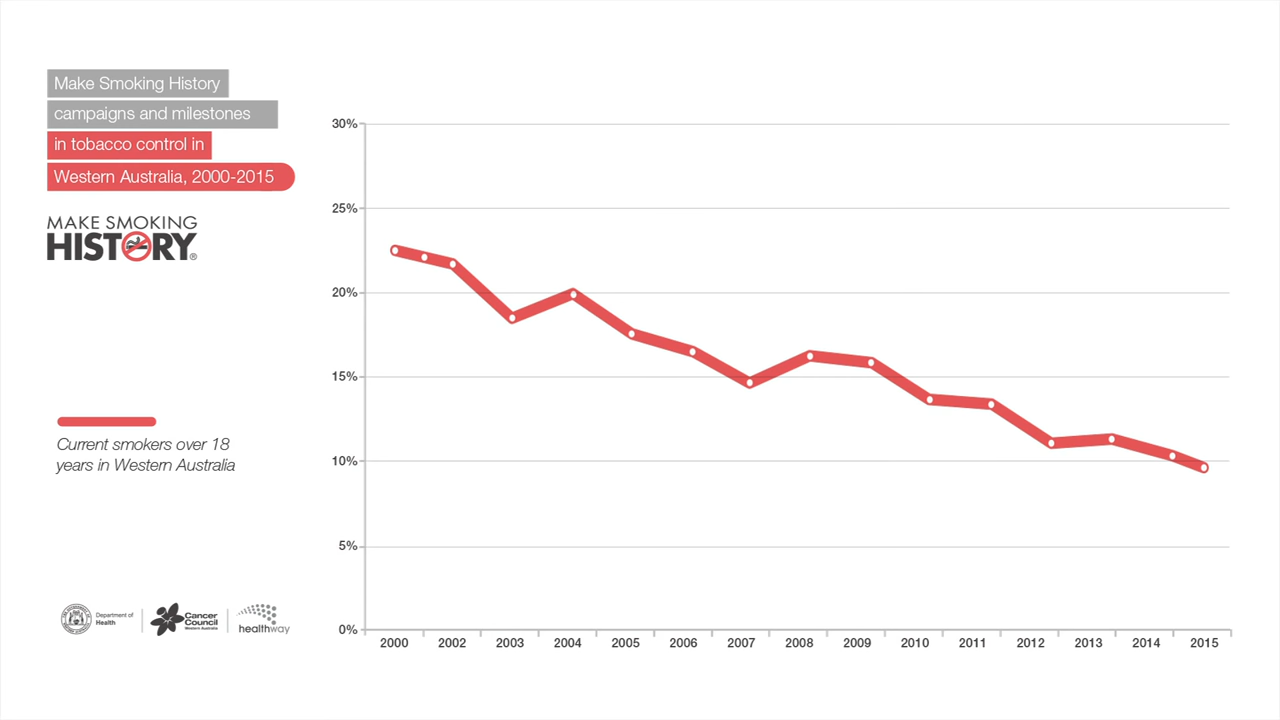 Make Smoking History
campaigns and milestones
in tobacco control in
Western Australia, 2000-2015
MAKE SMOKING
HISTORY®
30%
25%
20%
15%
10%
5%
0%
2000 2002 2003 2004 2005 2006 2007 2008 2009 2010 2011 2012 2013 2014 2015
Current smokers over 18
years in Western Australia
Department of
Health
Cancer
Council
Western Australia
healthway